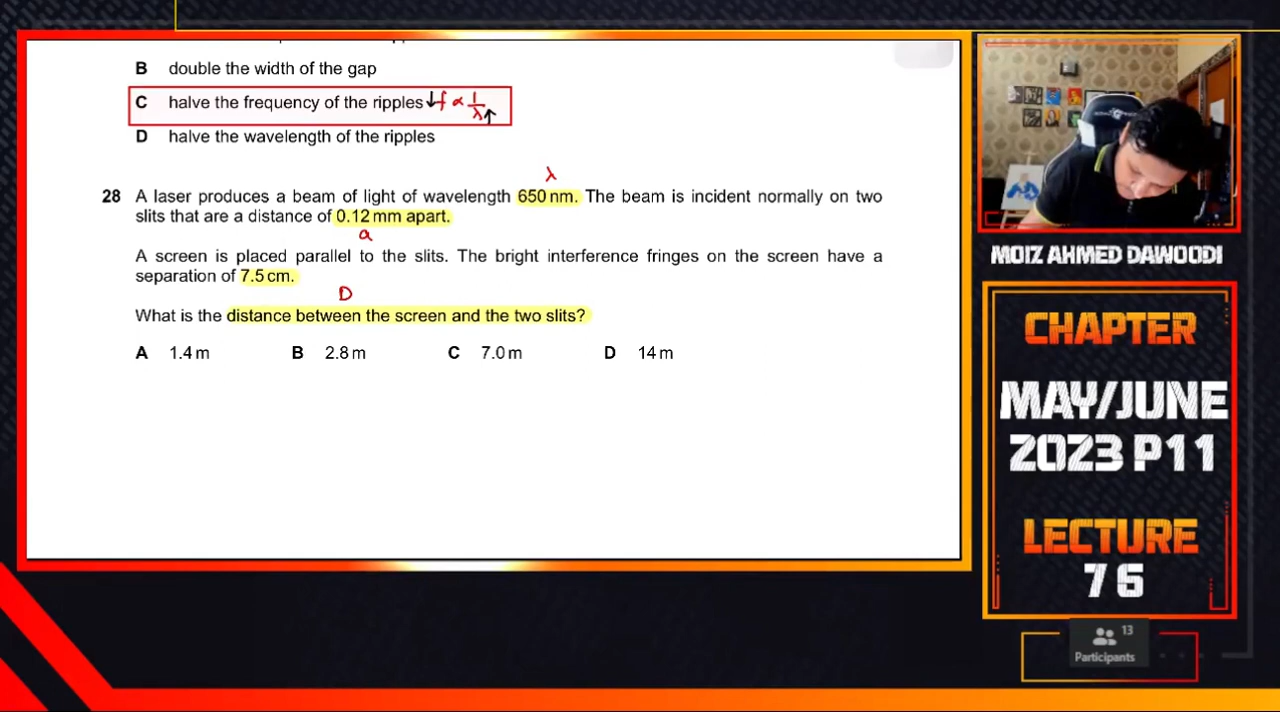 B double the width of the gap
C halve the frequency of the ripples ↓f ∝ 1/λ↑
D halve the wavelength of the ripples
λ
28 A laser produces a beam of light of wavelength 650 nm. The beam is incident normally on two
slits that are a distance of 0.12 mm apart.
a
A screen is placed parallel to the slits. The bright interference fringes on the screen have a
separation of 7.5 cm.
D
What is the distance between the screen and the two slits?
A 1.4 m B 2.8 m C 7.0 m D 14 m
MOIZ AHMED DAWOODI
CHAPTER
MAY/JUNE
2023 P11
LECTURE
76
13
Participants